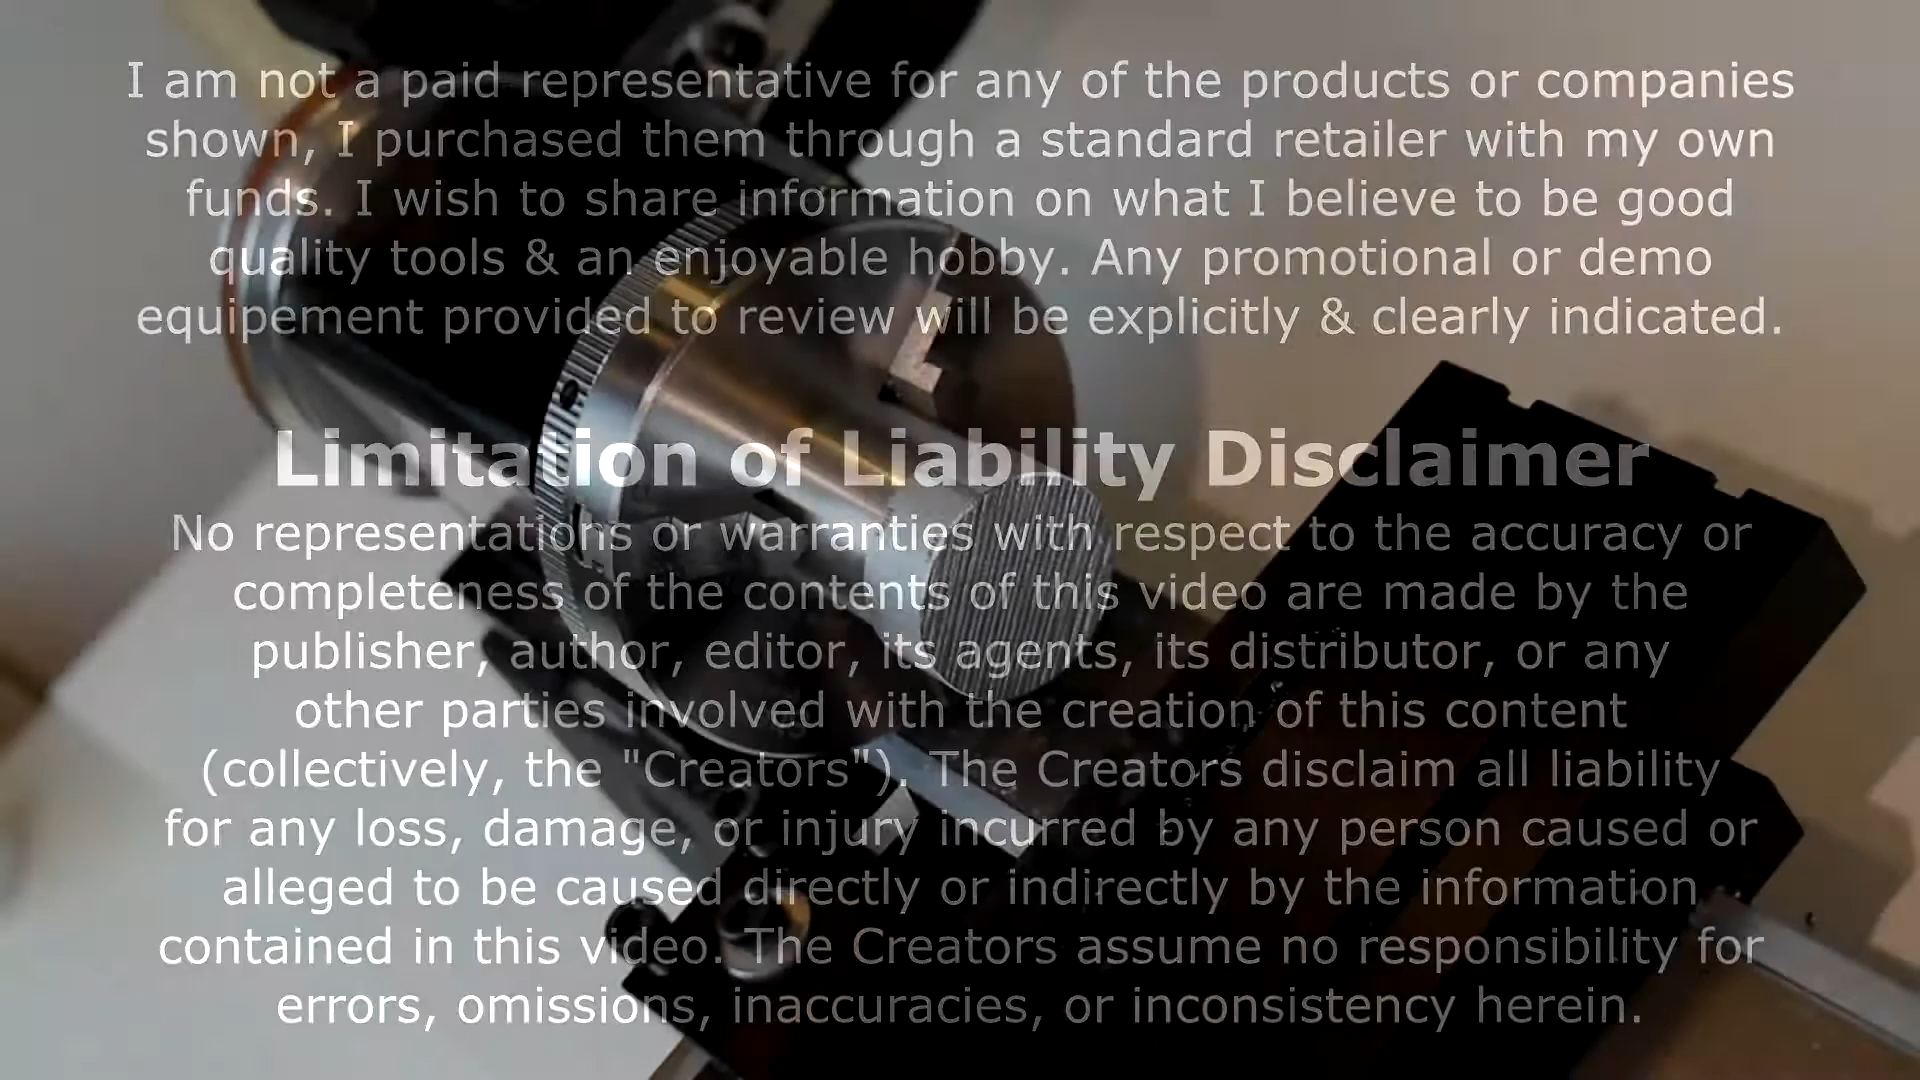 I am not a paid representative for any of the products or companies
shown, I purchased them through a standard retailer with my own
funds. I wish to share information on what I believe to be good
quality tools & an enjoyable hobby. Any promotional or demo
equipement provided to review will be explicitly & clearly indicated.
Limitation of Liability Disclaimer
No representations or warranties with respect to the accuracy or
completeness of the contents of this video are made by the
publisher, author, editor, its agents, its distributor, or any
other parties involved with the creation of this content
(collectively, the "Creators"). The Creators disclaim all liability
for any loss, damage, or injury incurred by any person caused or
alleged to be caused directly or indirectly by the information
contained in this video. The Creators assume no responsibility for
errors, omissions, inaccuracies, or inconsistency herein.